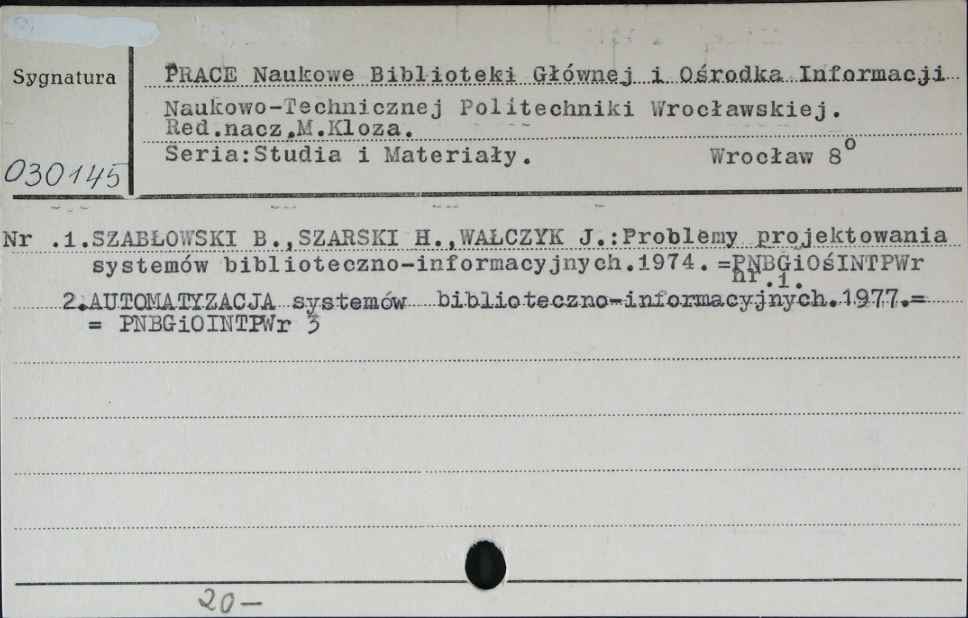 Sygnatura
PRACE Naukowe Biblioteki Głównej i Ośrodka Informacji
Naukowo-Technicznej Politechniki Wrocławskiej.
Red.nacz.M.Kloza.
Seria:Studia i Materiały. Wrocław 8°
030145
Nr .1.SZABŁOWSKI B.,SZARSKI H.,WALCZYK J.:Problemy projektowania
systemów biblioteczno-informacyjnych.1974.=PNBGiOśINTPWr
nr.1.
2.AUTOMATYZACJA systemów biblioteczno-informacyjnych.1977.=
= PNBGiOINTPWr 3
20-